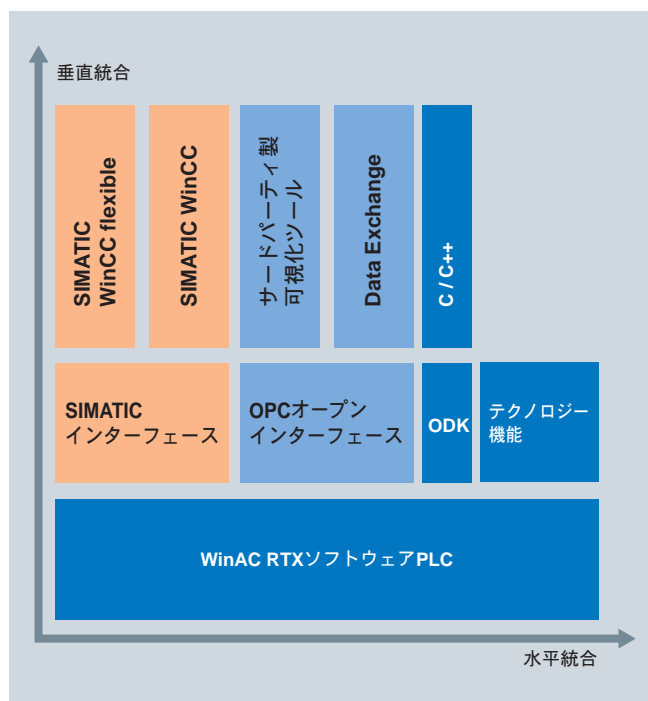 垂直統合
SIMATIC
WinCC flexible
SIMATIC WinCC
サードパーティ製
可視化ツール
Data Exchange
C / C++
SIMATIC
インターフェース
OPCオープン
インターフェース
ODK
テクノロジー
機能
WinAC RTXソフトウェアPLC
水平統合